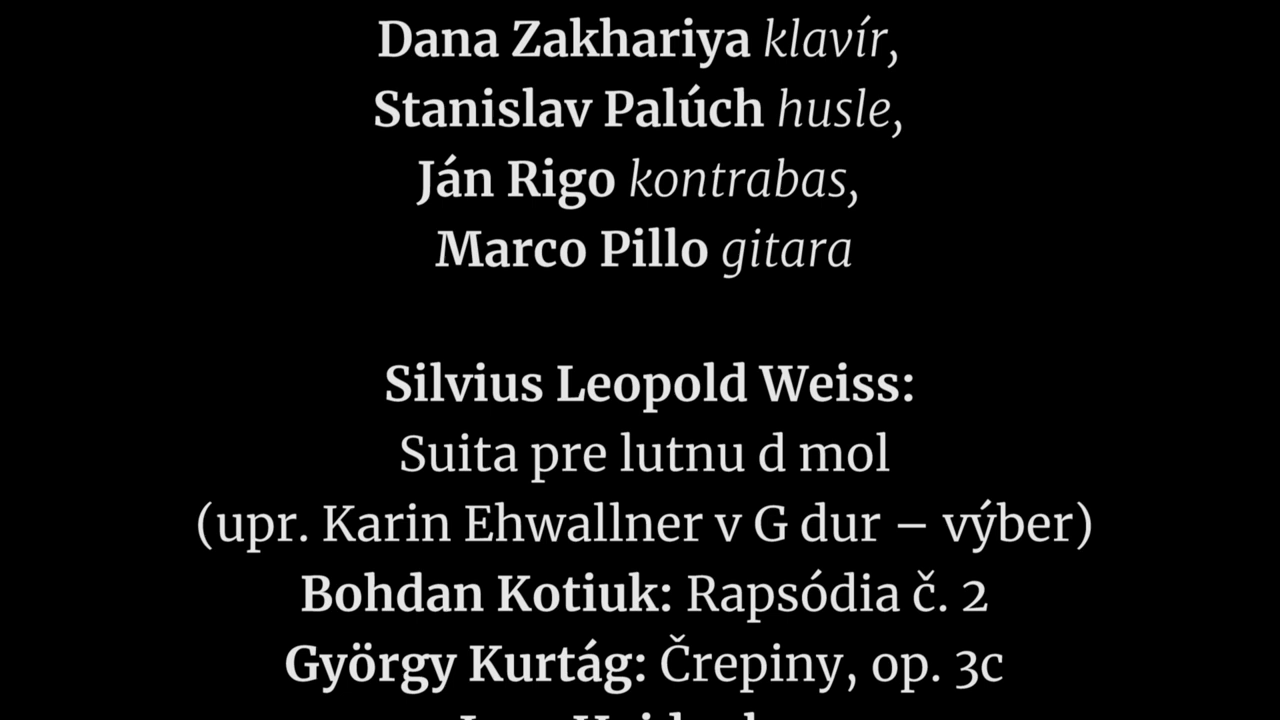 Dana Zakhariya klavír,
Stanislav Palúch husle,
Ján Rigo kontrabas,
Marco Pillo gitara
Silvius Leopold Weiss:
Suita pre lutnu d mol
(upr. Karin Ehwallner v G dur – výber)
Bohdan Kotiuk: Rapsódia č. 2
György Kurtág: Črepiny, op. 3c